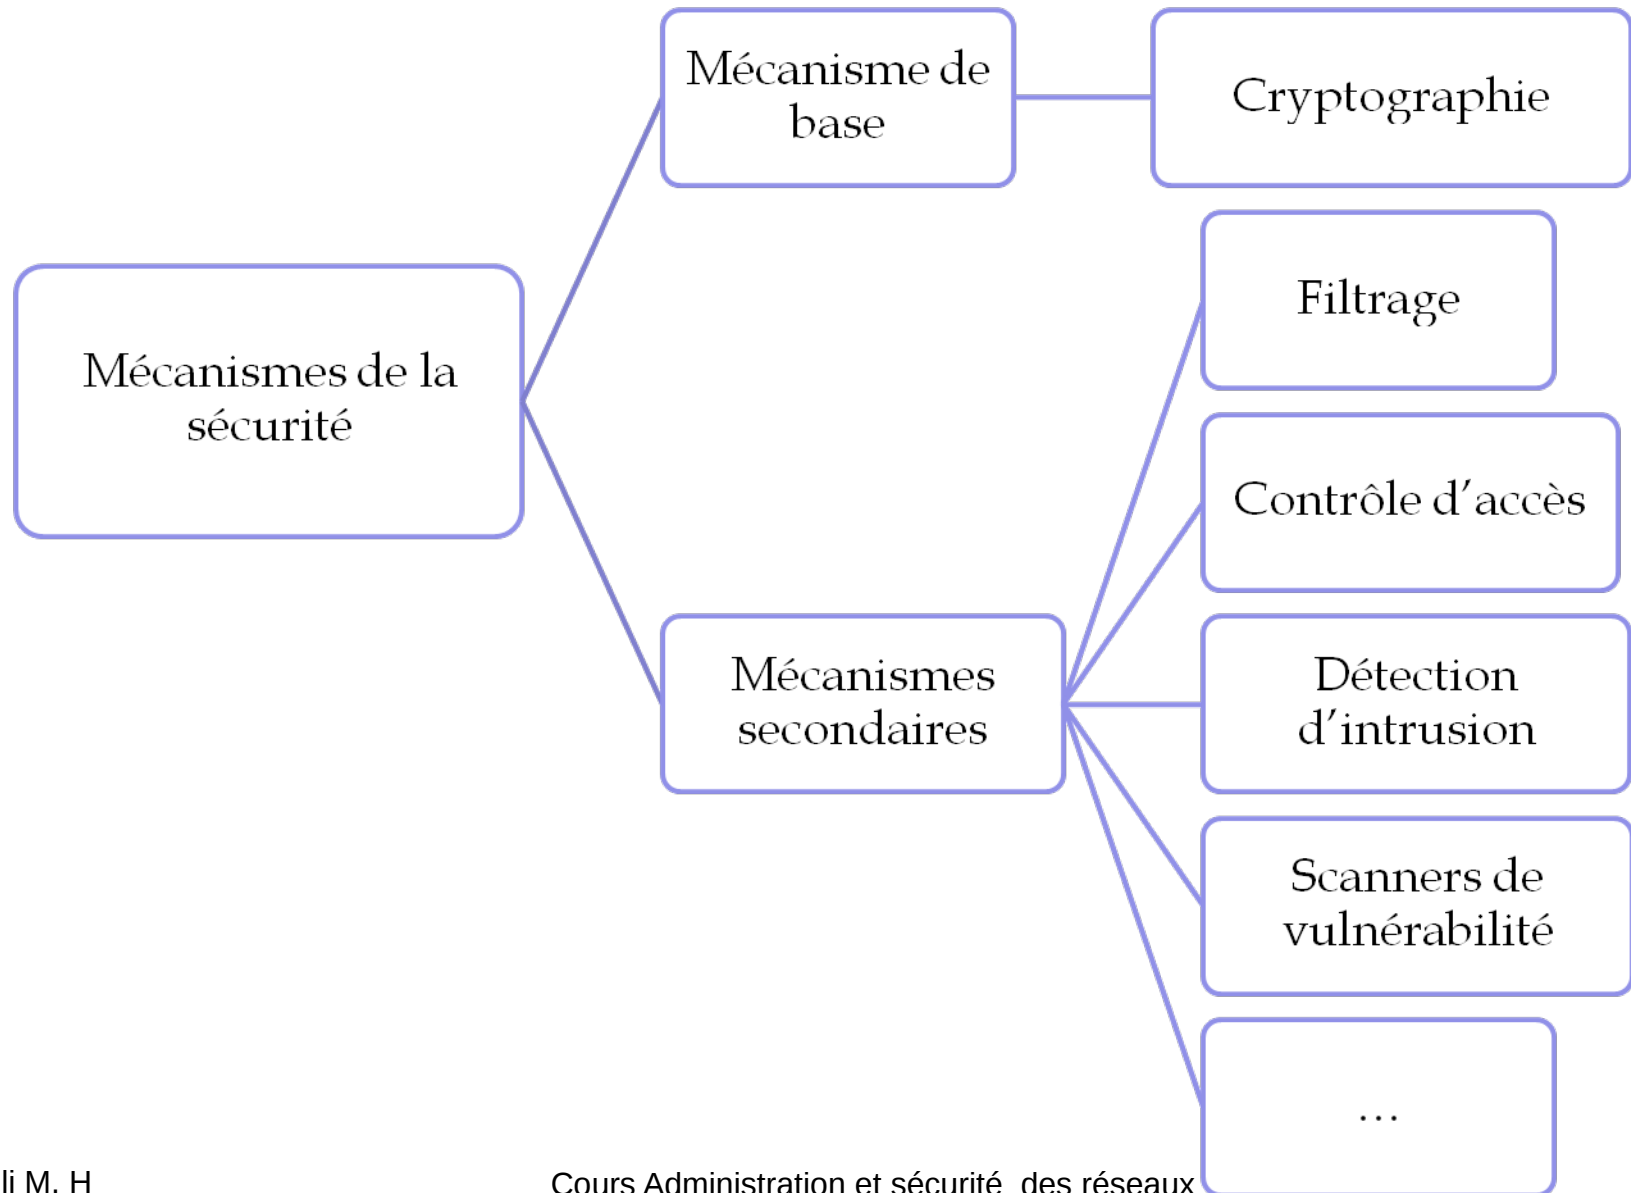 Mécanisme de
base
Cryptographie
Filtrage
Mécanismes de la
sécurité
Contrôle d’accès
Mécanismes
secondaires
Détection
d’intrusion
Scanners de
vulnérabilité
…
li M. H
Cours Administration et sécurité des réseaux